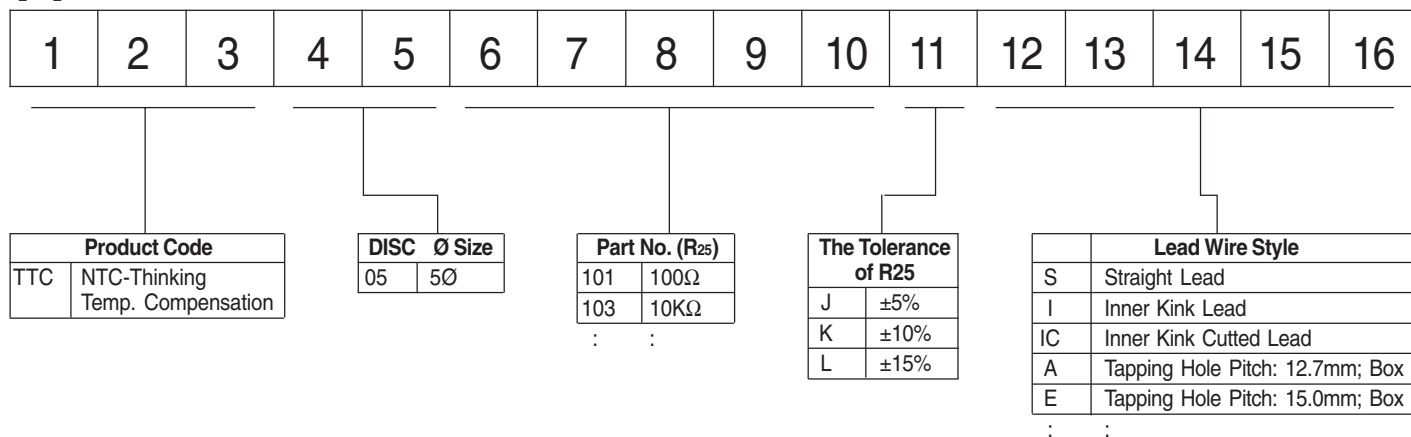 1 2 3 4 5 6 7 8 9 10 11 12 13 14 15 16
Product Code
TTC NTC-Thinking
Temp. Compensation
DISC Ø Size
05 5Ø
Part No. (R25)
101 100Ω
103 10KΩ
: :
The Tolerance
of R25
J ±5%
K ±10%
L ±15%
Lead Wire Style
S Straight Lead
I Inner Kink Lead
IC Inner Kink Cutted Lead
A Tapping Hole Pitch: 12.7mm; Box
E Tapping Hole Pitch: 15.0mm; Box
: :